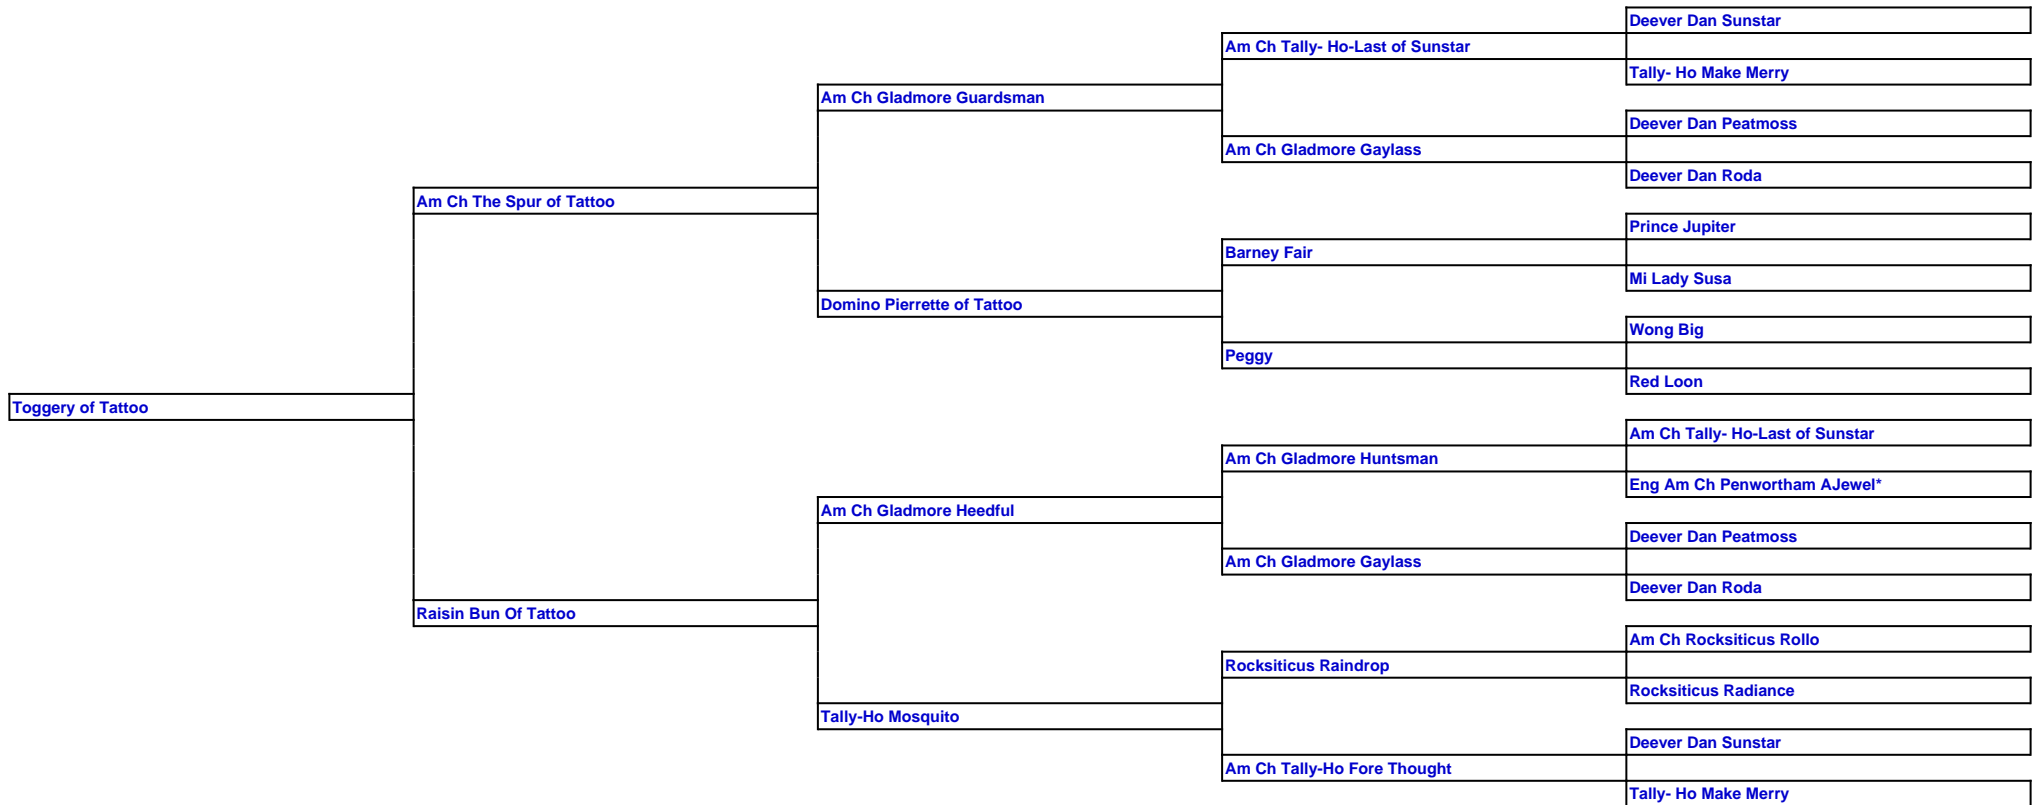 Deever Dan Sunstar
Am Ch Tally- Ho-Last of Sunstar
Tally- Ho Make Merry
Am Ch Gladmore Guardsman
Deever Dan Peatmoss
Am Ch Gladmore Gaylass
Deever Dan Roda
Am Ch The Spur of Tattoo
Prince Jupiter
Barney Fair
Mi Lady Susa
Domino Pierrette of Tattoo
Wong Big
Peggy
Red Loon
Toggery of Tattoo
Am Ch Tally- Ho-Last of Sunstar
Am Ch Gladmore Huntsman
Eng Am Ch Penwortham AJewel*
Am Ch Gladmore Heedful
Deever Dan Peatmoss
Am Ch Gladmore Gaylass
Deever Dan Roda
Raisin Bun Of Tattoo
Am Ch Rocksiticus Rollo
Rocksiticus Raindrop
Rocksiticus Radiance
Tally-Ho Mosquito
Deever Dan Sunstar
Am Ch Tally-Ho Fore Thought
Tally- Ho Make Merry